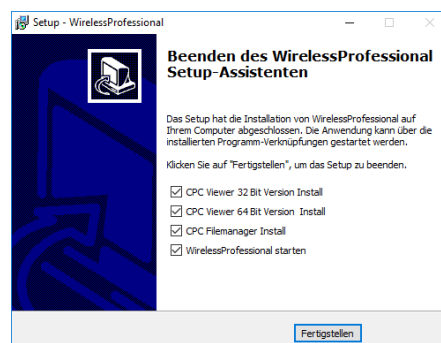 Setup - WirelessProfessional
Beenden des WirelessProfessional
Setup-Assistenten
Das Setup hat die Installation von WirelessProfessional auf
Ihrem Computer abgeschlossen. Die Anwendung kann über die
installierten Programm-Verknüpfungen gestartet werden.
Klicken Sie auf "Fertigstellen", um das Setup zu beenden.
CPC Viewer 32 Bit Version Install
CPC Viewer 64 Bit Version Install
CPC Filemanager Install
WirelessProfessional starten
Fertigstellen